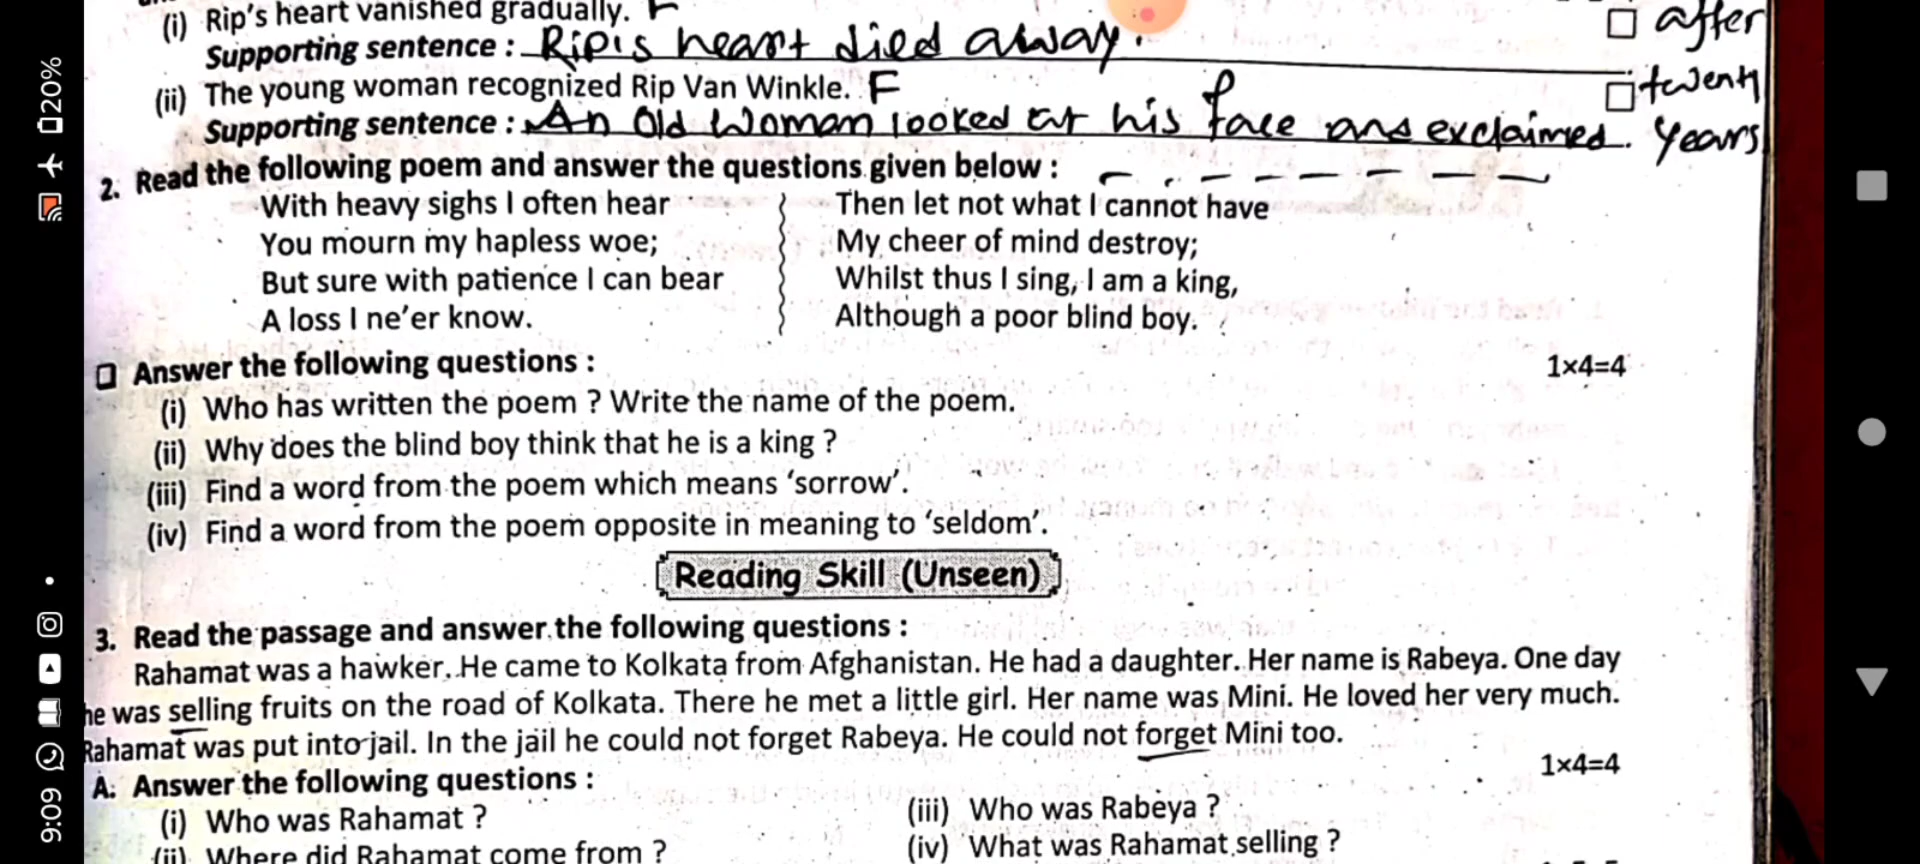 (i) Rip's heart vanished gradually.
Supporting sentence : Rip's heart died away.
after
(ii) The young woman recognized Rip Van Winkle. F
twenty
Supporting sentence : An Old Woman looked at his face and exclaimed.
Years
2. Read the following poem and answer the questions given below :
With heavy sighs I often hear
You mourn my hapless woe;
But sure with patience I can bear
A loss I ne'er know.
Then let not what I cannot have
My cheer of mind destroy;
Whilst thus I sing, I am a king,
Although a poor blind boy.
Answer the following questions : 1×4=4
(i) Who has written the poem ? Write the name of the poem.
(ii) Why does the blind boy think that he is a king ?
(iii) Find a word from the poem which means 'sorrow'.
(iv) Find a word from the poem opposite in meaning to 'seldom'.
Reading Skill (Unseen)
3. Read the passage and answer the following questions :
Rahamat was a hawker. He came to Kolkata from Afghanistan. He had a daughter. Her name is Rabeya. One day
he was selling fruits on the road of Kolkata. There he met a little girl. Her name was Mini. He loved her very much.
Rahamat was put into jail. In the jail he could not forget Rabeya. He could not forget Mini too.
A. Answer the following questions : 1×4=4
(i) Who was Rahamat ?
(ii) Where did Rahamat come from ?
(iii) Who was Rabeya ?
(iv) What was Rahamat selling ?
20%
9:09